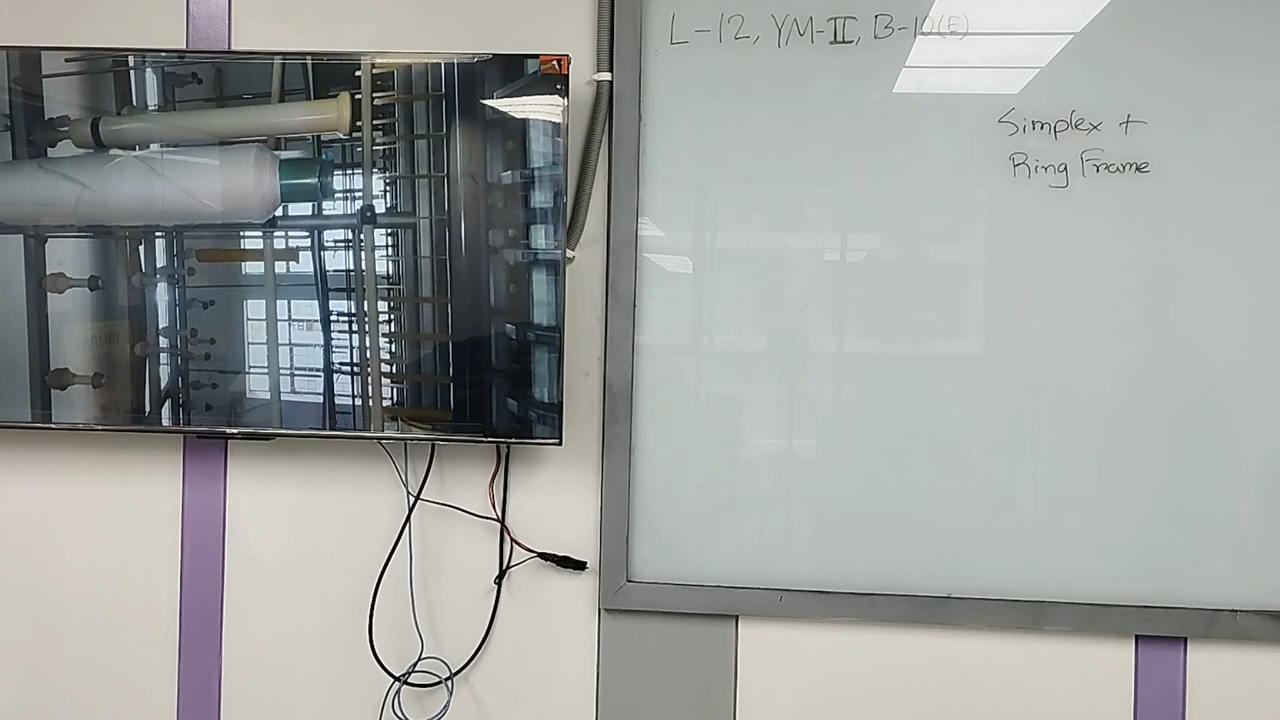 L-12, YM-II, B-10(E)
Simplex +
Ring Frame